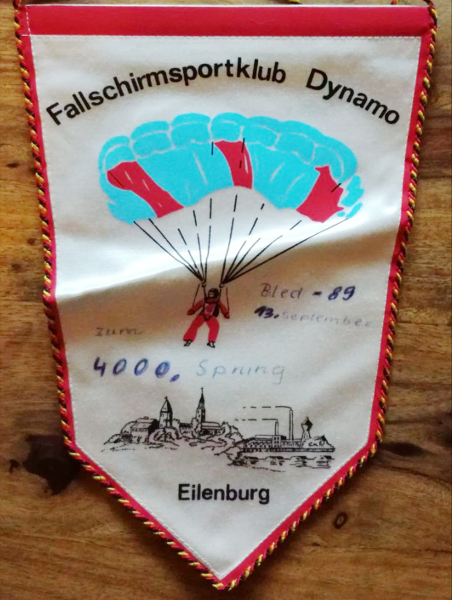 Fallschirmsportklub Dynamo
Bled - 89
13. September
zum
4000. Sprung
Eilenburg